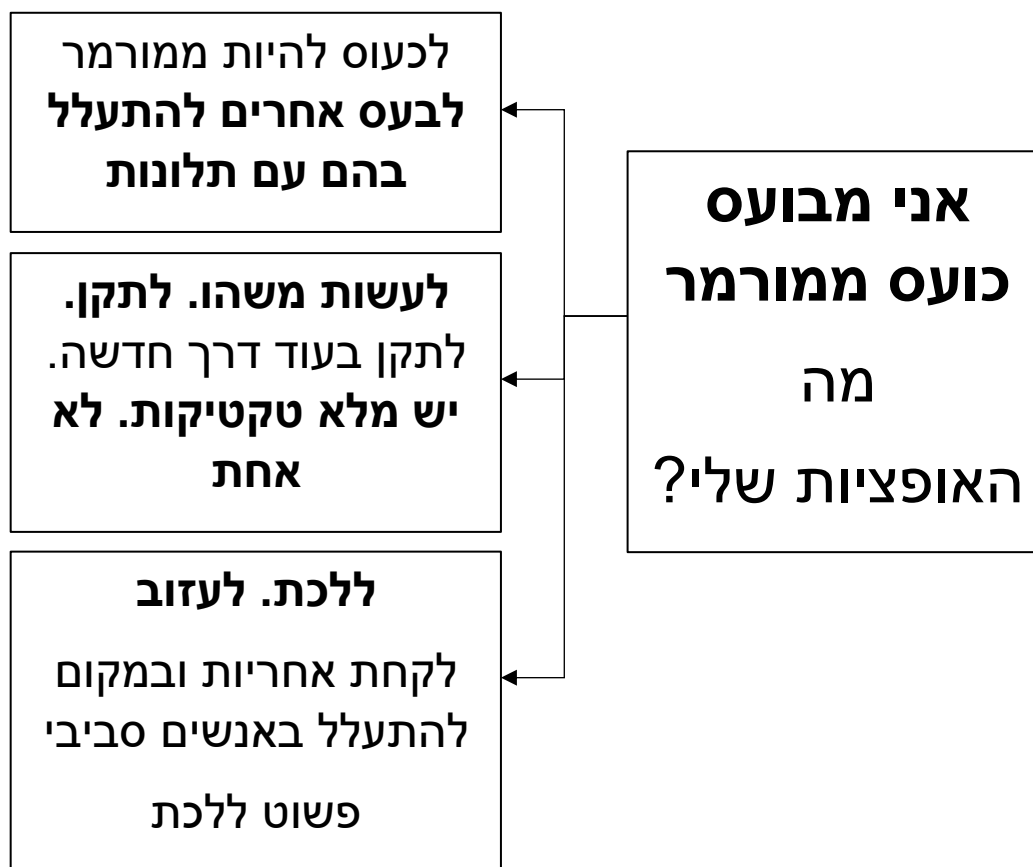 אני מבועס
כועס ממורמר
מה
האופציות שלי?
לכעוס להיות ממורמר
לבעס אחרים להתעלל
בהם עם תלונות
לעשות משהו. לתקן.
לתקן בעוד דרך חדשה.
יש מלא טקטיקות. לא
אחת
ללכת. לעזוב
לקחת אחריות ובמקום
להתעלל באנשים סביבי
פשוט ללכת